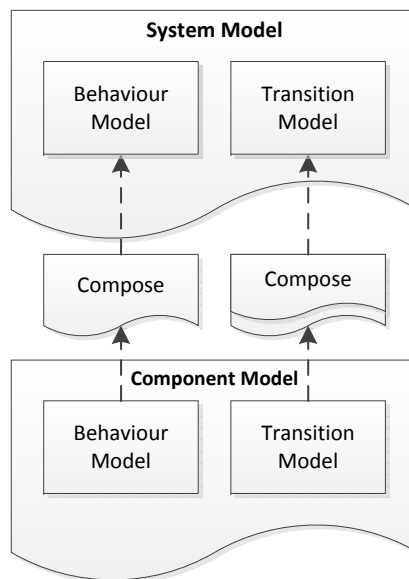 System Model
Behaviour
Model
Transition
Model
Compose
Compose
Component Model
Behaviour
Model
Transition
Model